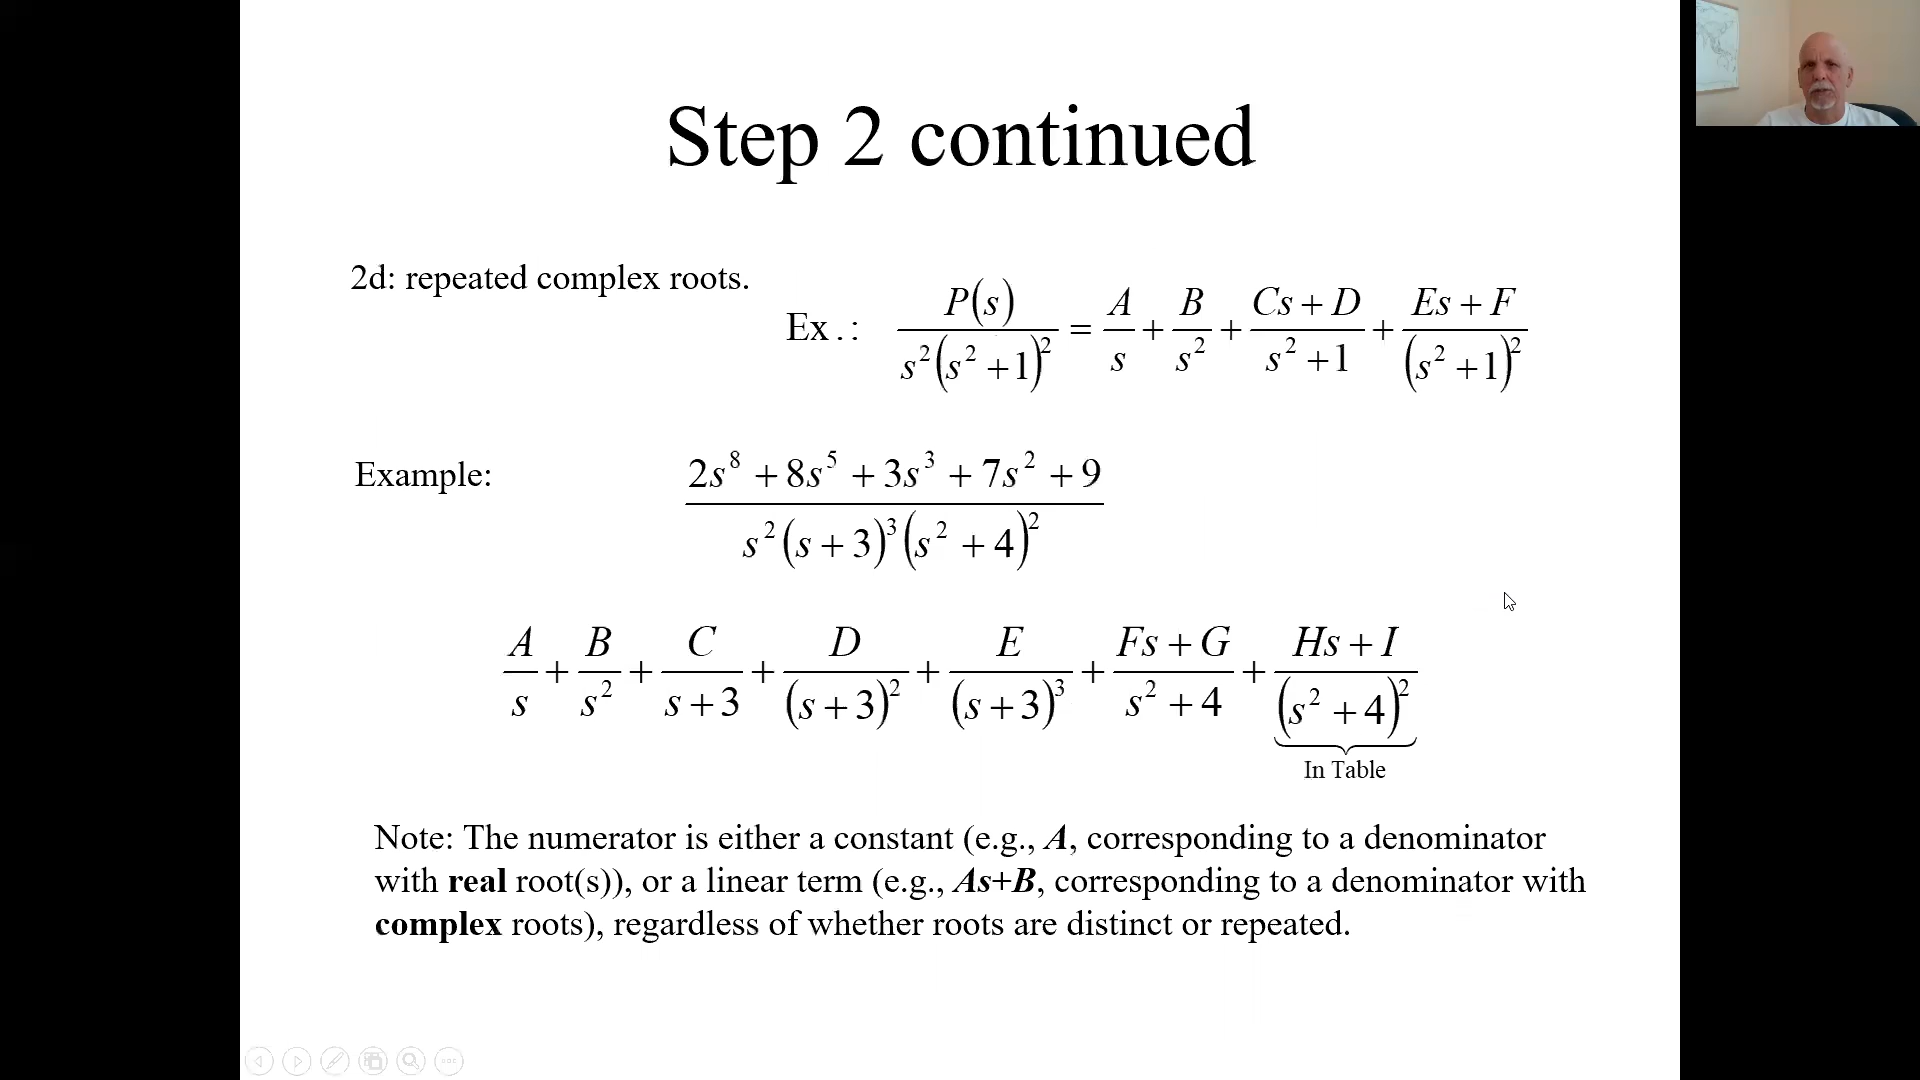 Step 2 continued
2d: repeated complex roots.
Ex.: P(s)/(s²(s²+1)²) = A/s + B/s² + (Cs+D)/(s²+1) + (Es+F)/(s²+1)²
Example: (2s⁸+8s⁵+3s³+7s²+9)/(s²(s+3)³(s²+4)²)
A/s + B/s² + C/(s+3) + D/(s+3)² + E/(s+3)³ + (Fs+G)/(s²+4) + (Hs+I)/(s²+4)²
In Table
Note: The numerator is either a constant (e.g., A, corresponding to a denominator
with real root(s)), or a linear term (e.g., As+B, corresponding to a denominator with
complex roots), regardless of whether roots are distinct or repeated.